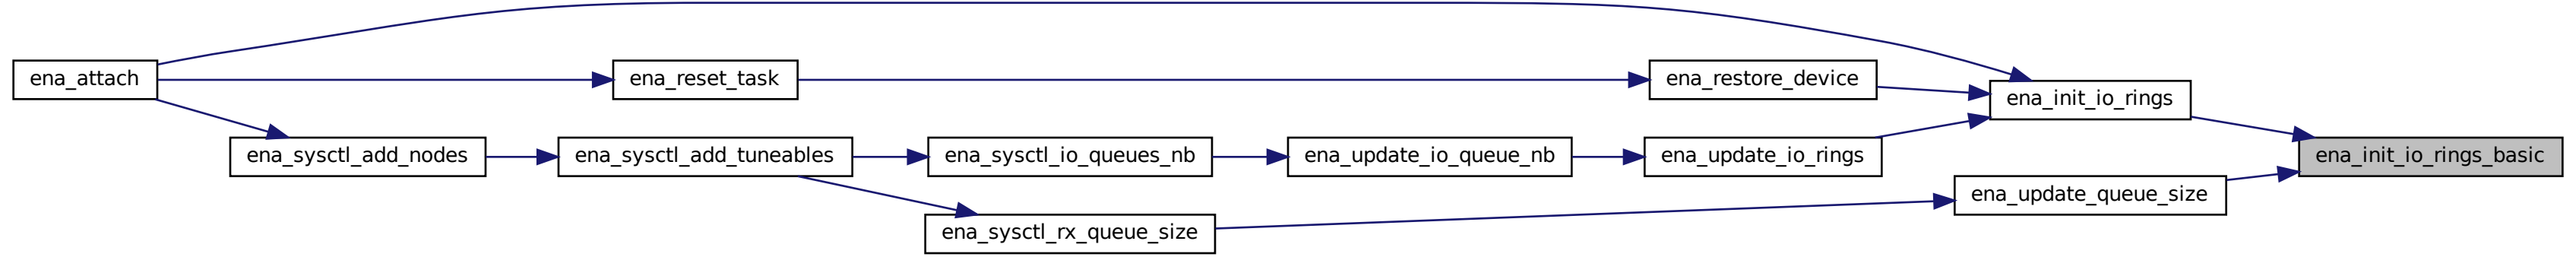 ena_attach
ena_reset_task
ena_restore_device
ena_init_io_rings
ena_sysctl_add_nodes
ena_sysctl_add_tuneables
ena_sysctl_io_queues_nb
ena_update_io_queue_nb
ena_update_io_rings
ena_init_io_rings_basic
ena_update_queue_size
ena_sysctl_rx_queue_size